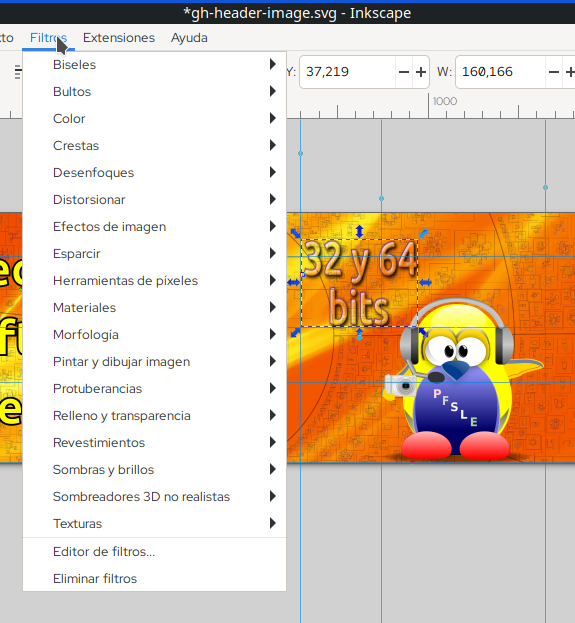 *gh-header-image.svg - Inkscape
to Filtros Extensiones Ayuda
Y: 37,219 W: 160,166
1000
Biseles
Bultos
Color
Crestas
Desenfoques
Distorsionar
Efectos de imagen
Esparcir
Herramientas de píxeles
Materiales
Morfología
Pintar y dibujar imagen
Protuberancias
Relleno y transparencia
Revestimientos
Sombras y brillos
Sombreadores 3D no realistas
Texturas
Editor de filtros...
Eliminar filtros
32 y 64
bits
PFSLE